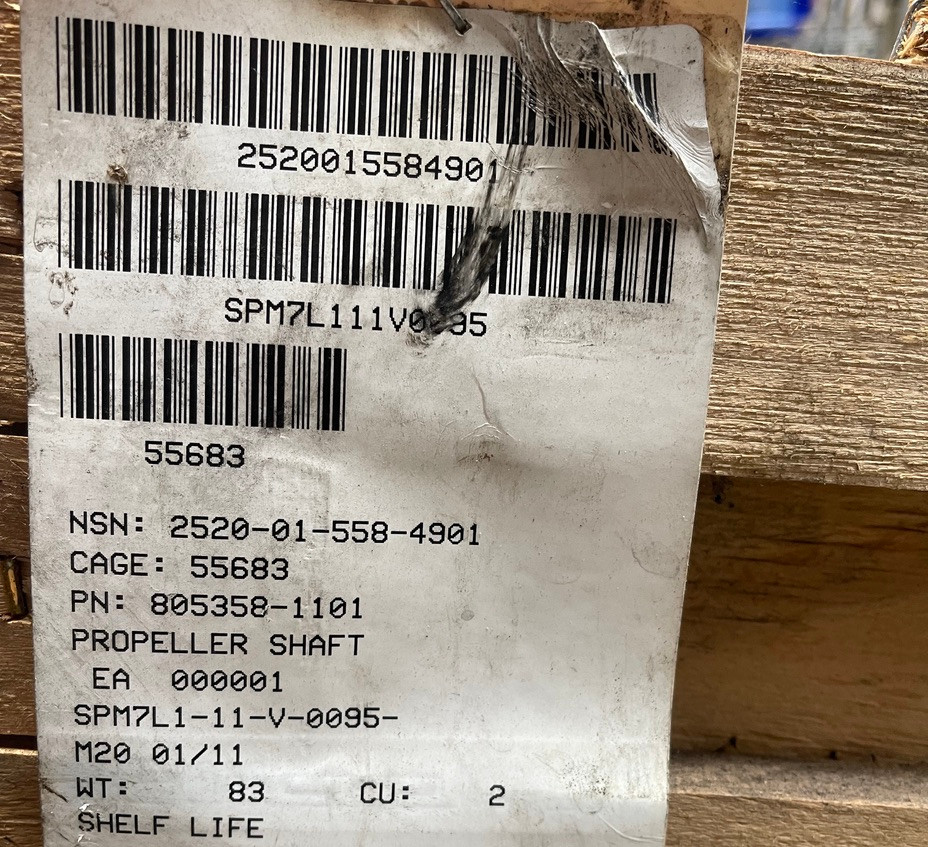 2520015584901
SPM7L111V0095
55683
NSN: 2520-01-558-4901
CAGE: 55683
PN: 805358-1101
PROPELLER SHAFT
EA 000001
SPM7L1-11-V-0095-
M20 01/11
WT: 83 CU: 2
SHELF LIFE